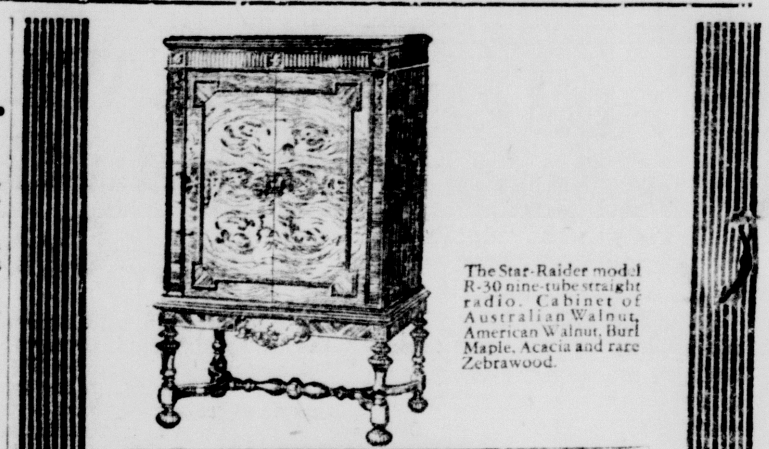 The Star-Raider model
R-30 nine-tube straight
radio. Cabinet of
Australian Walnut,
American Walnut, Burl
Maple, Acacia and rare
Zebrawood.